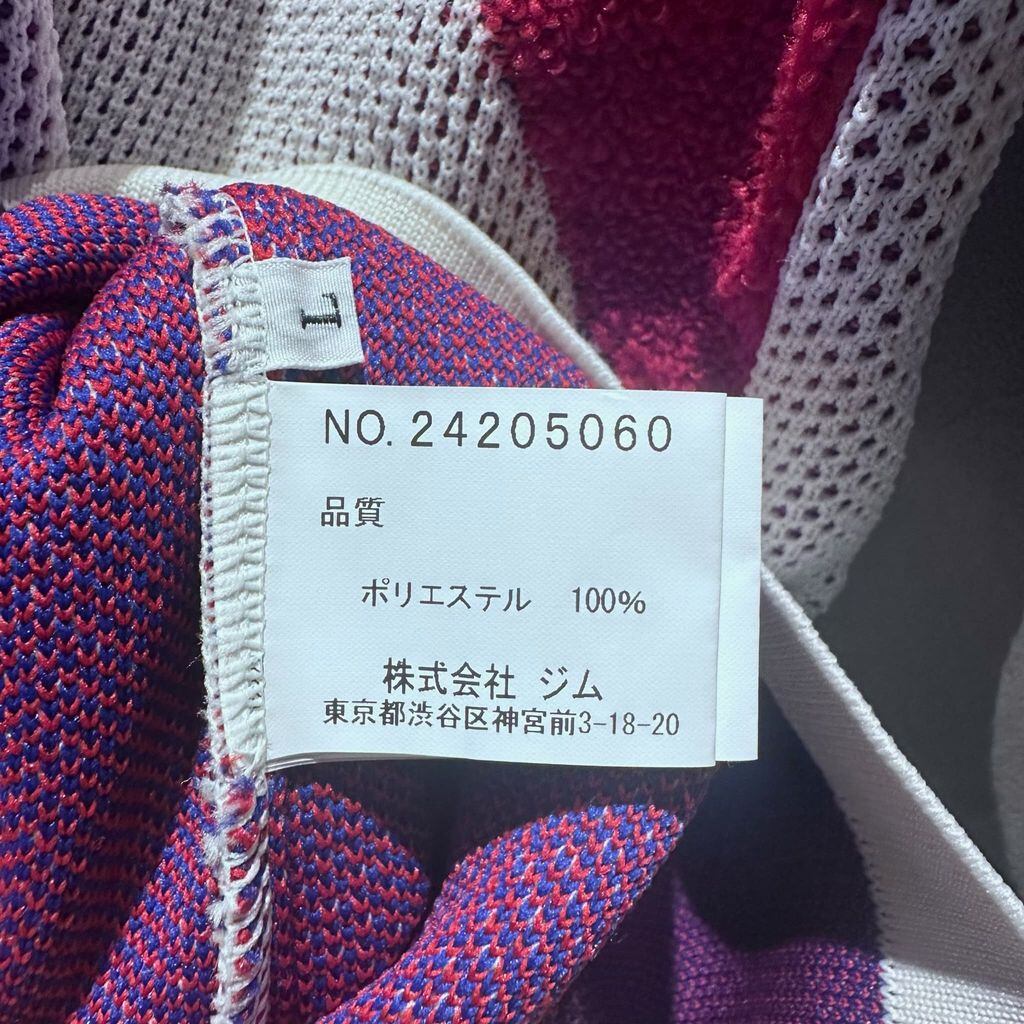 L
NO. 24205060
品質
ポリエステル 100%
株式会社 ジム
東京都渋谷区神宮前3-18-20